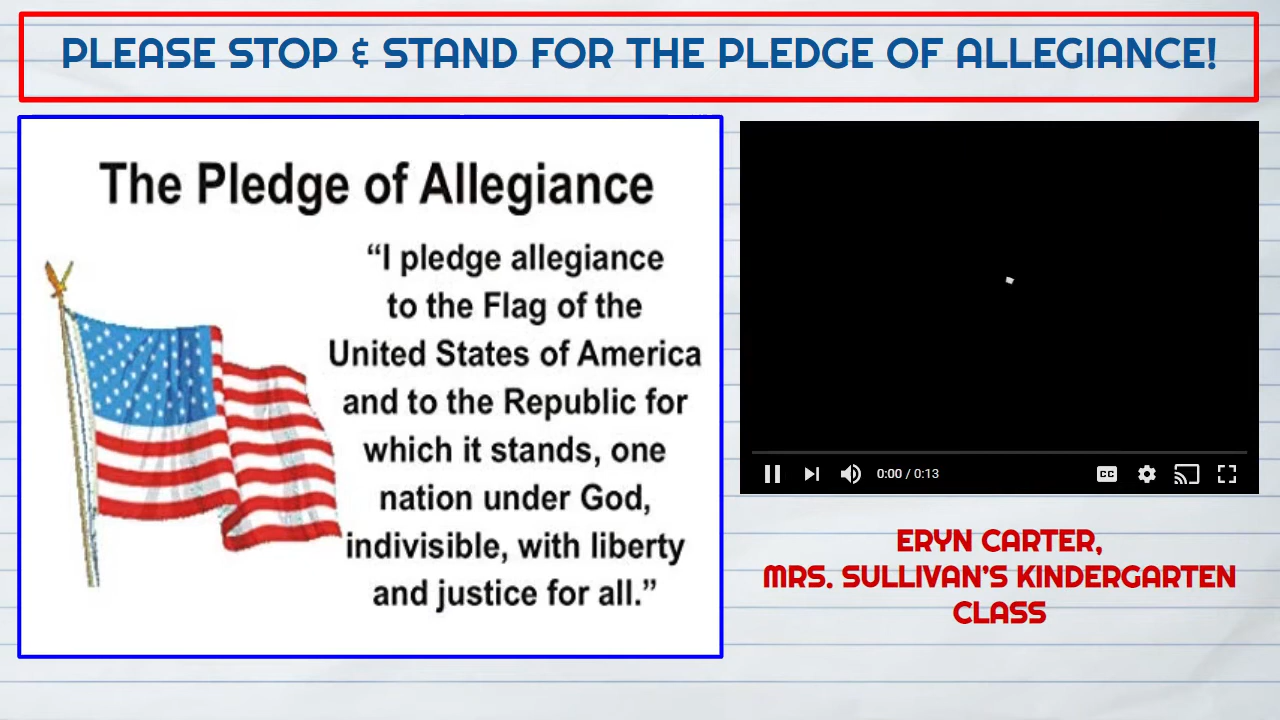 PLEASE STOP & STAND FOR THE PLEDGE OF ALLEGIANCE!
The Pledge of Allegiance
“I pledge allegiance
to the Flag of the
United States of America
and to the Republic for
which it stands, one
nation under God,
indivisible, with liberty
and justice for all.”
0:00 / 0:13
CC
ERYN CARTER,
MRS. SULLIVAN’S KINDERGARTEN
CLASS